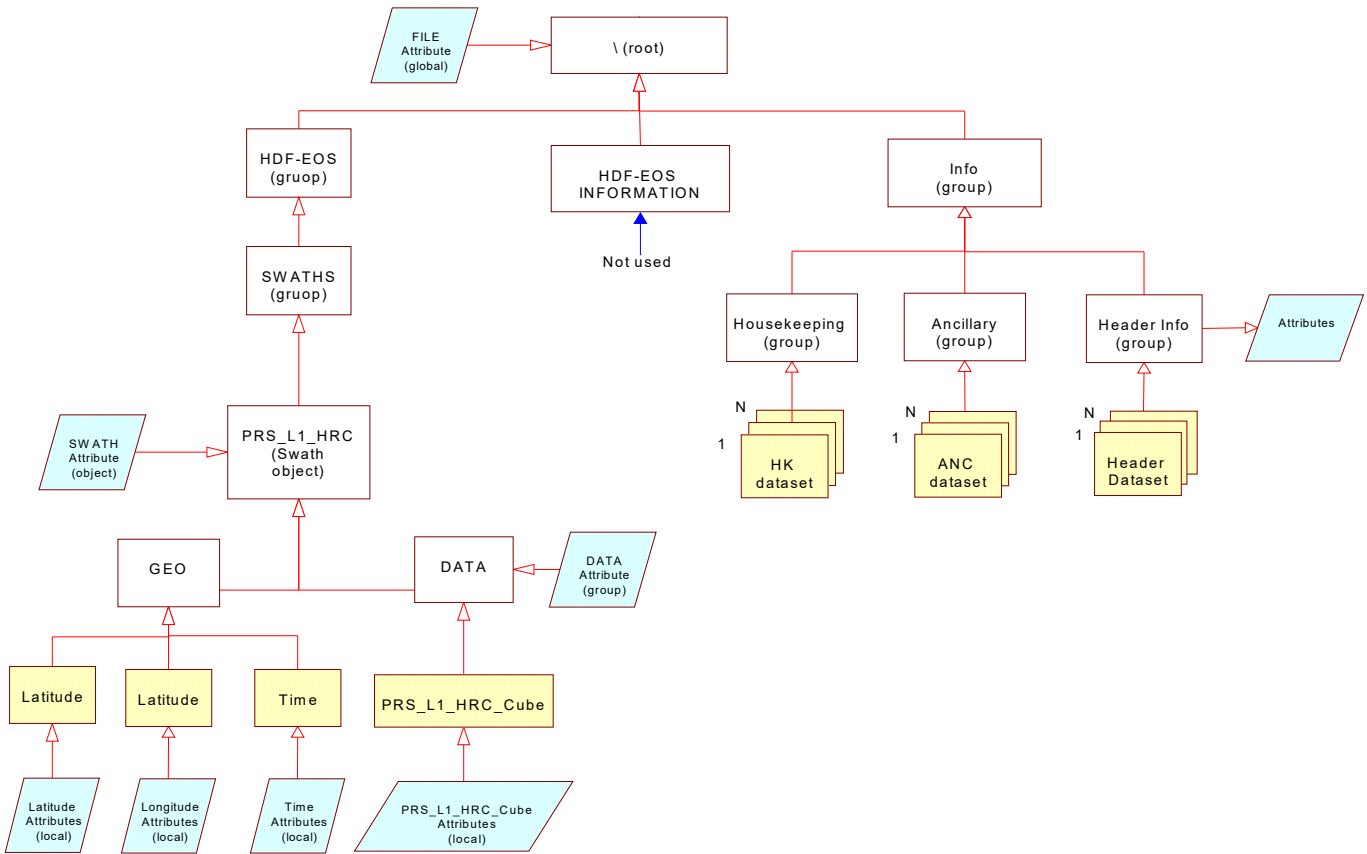 FILE
Attribute
(global)
\ (root)
HDF-EOS
(gruop)
HDF-EOS
INFORMATION
Info
(group)
Not used
SWATHS
(gruop)
Housekeeping
(group)
Ancillary
(group)
Header Info
(group)
Attributes
N
1
HK
dataset
N
1
ANC
dataset
N
1
Header
Dataset
SWATH
Attribute
(object)
PRS_L1_HRC
(Swath
object)
GEO
DATA
DATA
Attribute
(group)
Latitude
Latitude
Time
PRS_L1_HRC_Cube
Latitude
Attributes
(local)
Longitude
Attributes
(local)
Time
Attributes
(local)
PRS_L1_HRC_Cube
Attributes
(local)